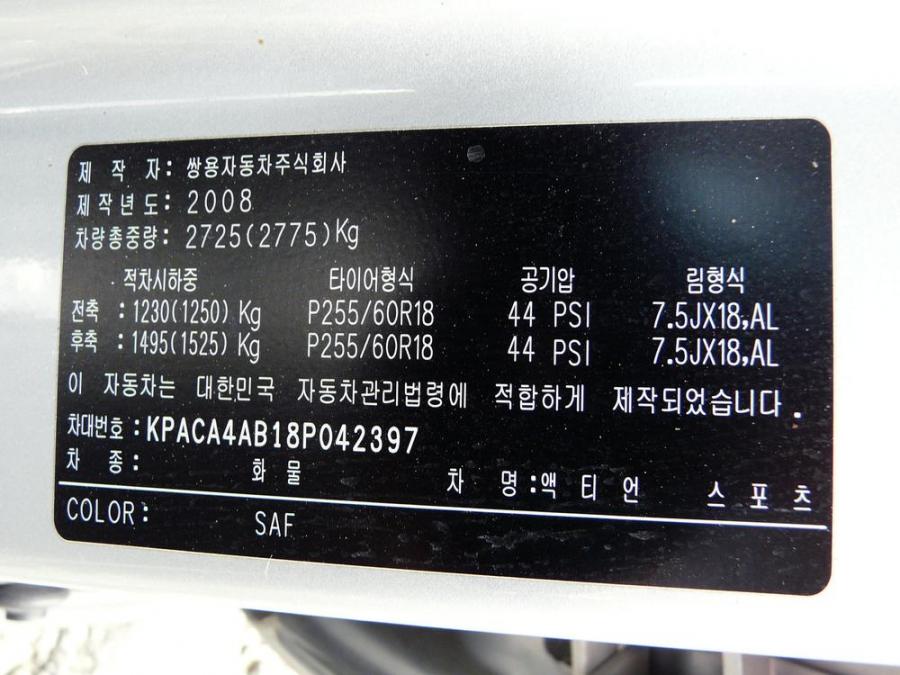 제 작 자: 쌍용자동차주식회사
제작년도: 2008
차량총중량: 2725(2775)Kg
적차시하중 타이어형식 공기압 림형식
전축 : 1230(1250) Kg P255/60R18 44 PSI 7.5JX18,AL
후축 : 1495(1525) Kg P255/60R18 44 PSI 7.5JX18,AL
이 자동차는 대한민국 자동차관리법령에 적합하게 제작되었습니다.
차대번호 : KPACA4AB18P042397
차 종: 화 물 차 명:액 티 언 스 포 츠
COLOR: SAF